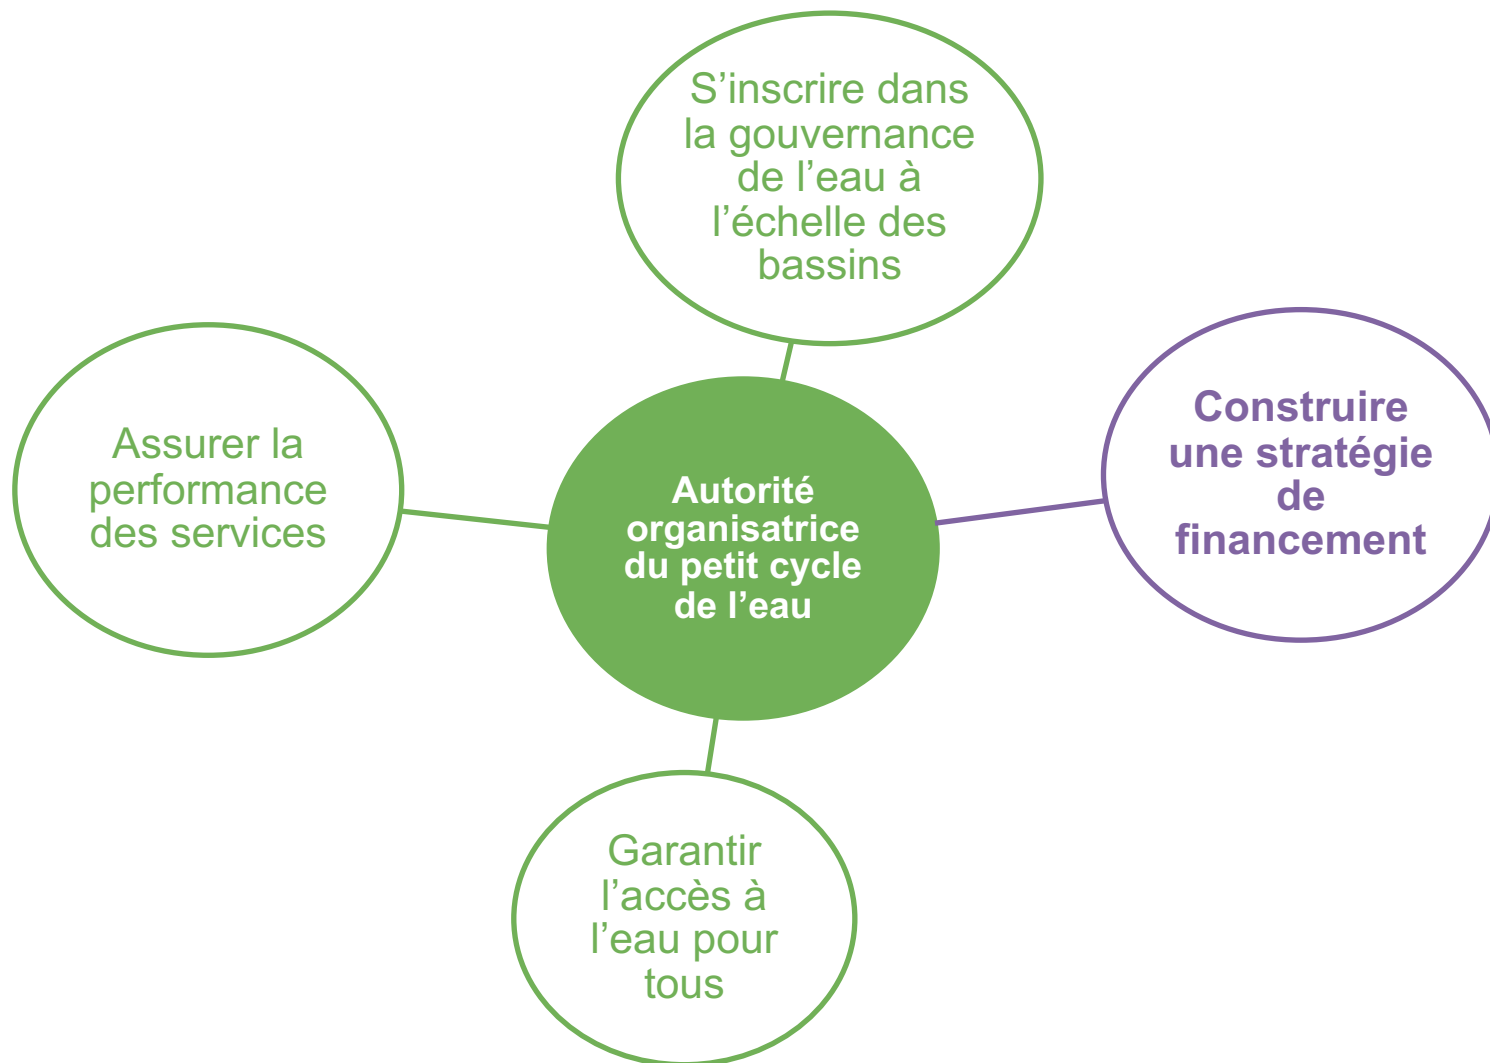 S’inscrire dans
la gouvernance
de l’eau à
l’échelle des
bassins
Assurer la
performance
des services
Autorité
organisatrice
du petit cycle
de l’eau
Construire
une stratégie
de
financement
Garantir
l’accès à
l’eau pour
tous